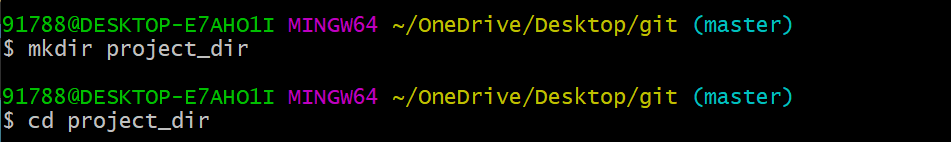 91788@DESKTOP-E7AHO1I MINGW64 ~/OneDrive/Desktop/git (master)
$ mkdir project_dir
91788@DESKTOP-E7AHO1I MINGW64 ~/OneDrive/Desktop/git (master)
$ cd project_dir